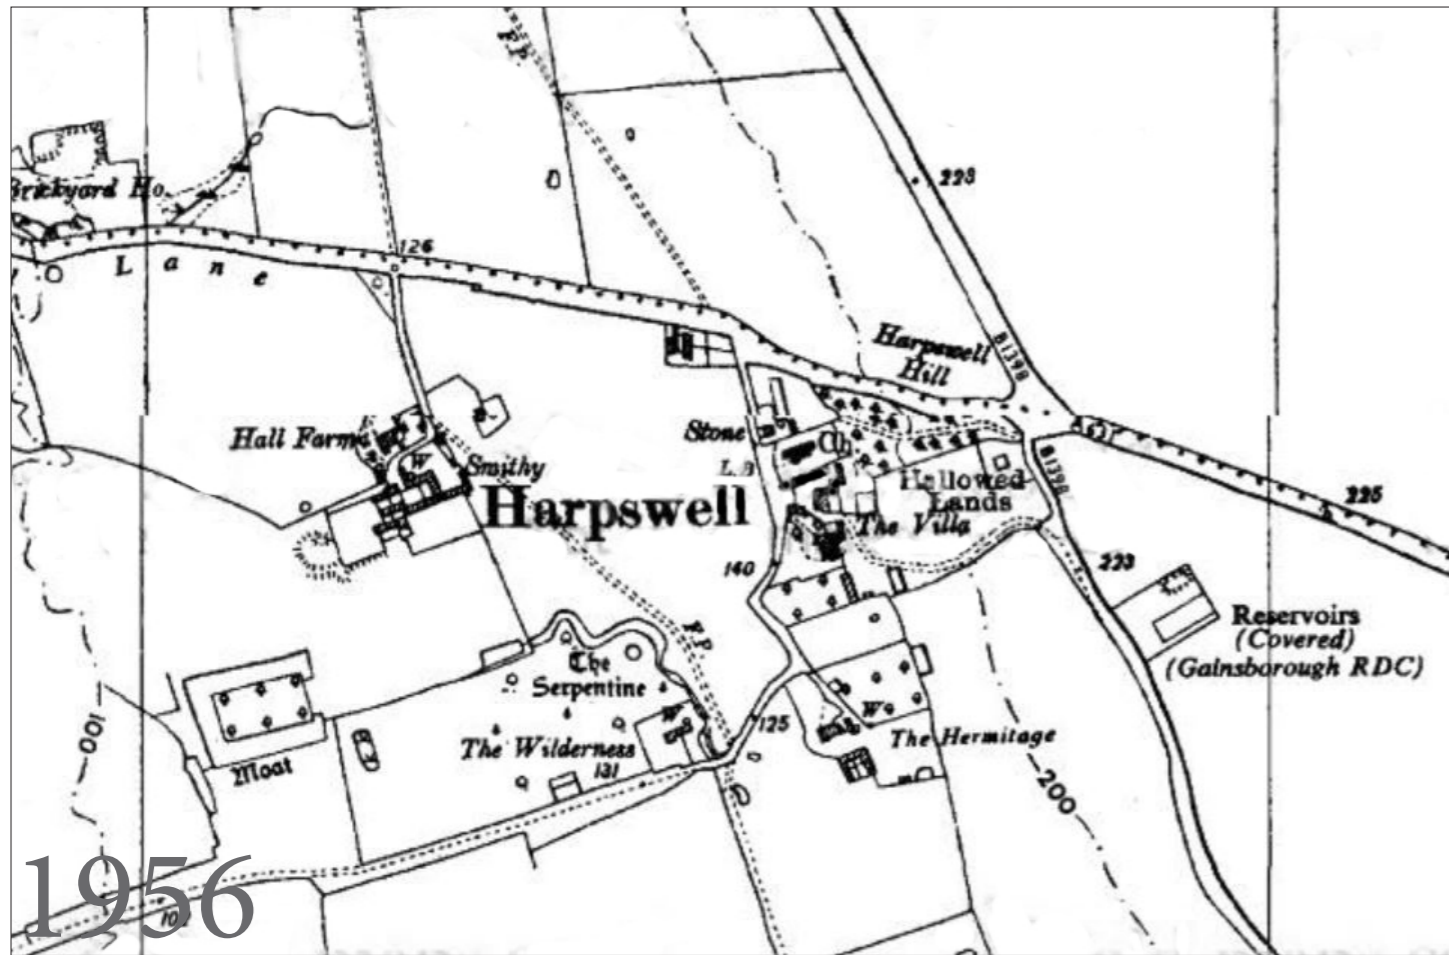 F.P.
223
Brickyard Ho.
126
Lane
Harpswell
Hill
B1398
A631
Hall Farm
Stone
Ch
W
Smithy
L.B
Hallowed
Lands
B1398
225
Harpswell
The Villa
140
223
Reservoirs
(Covered)
(Gainsborough RDC)
F.P.
The
Serpentine
W
W
125
The Hermitage
The Wilderness
131
Moat
100
200
1956